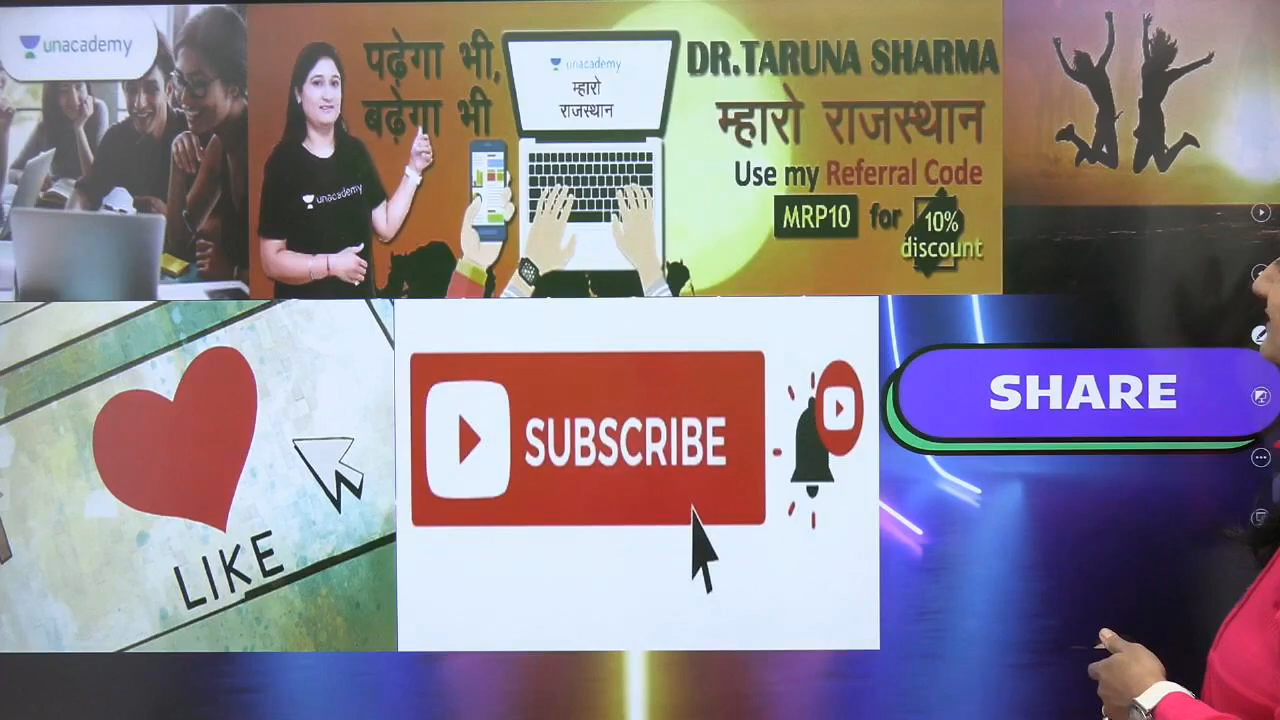 unacademy
पढ़ेगा भी,
बढ़ेगा भी
unacademy
unacademy
म्हारो
राजस्थान
DR.TARUNA SHARMA
म्हारो राजस्थान
Use my Referral Code
MRP10 for 10%
discount
LIKE
SUBSCRIBE
SHARE